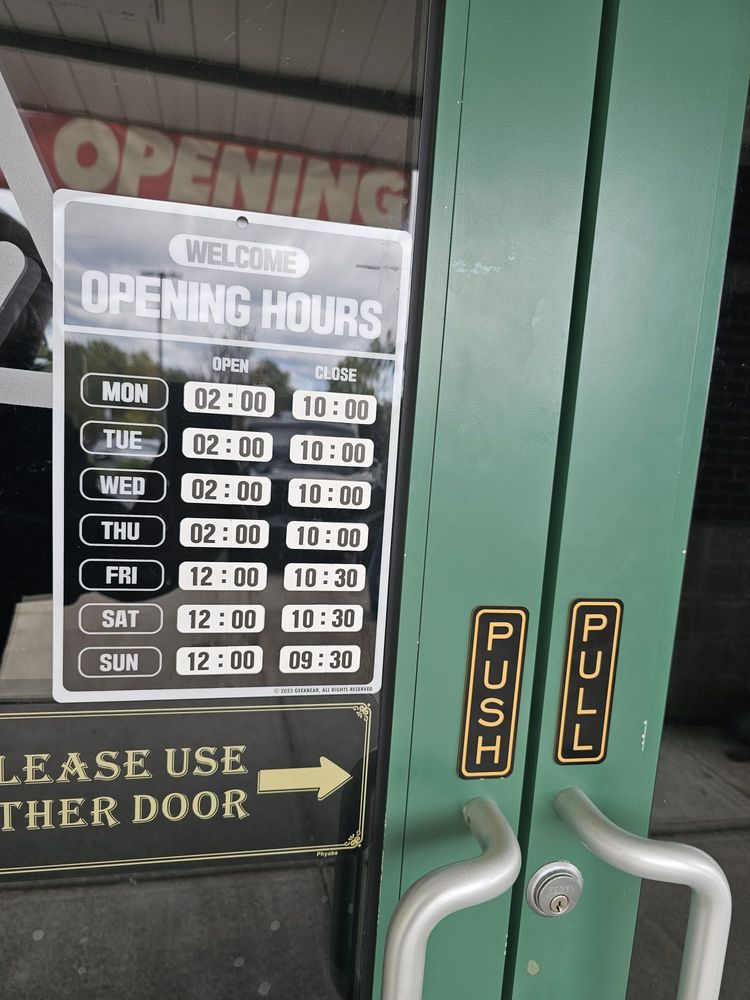 OPENING
WELCOME
OPENING HOURS
OPEN CLOSE
MON 02:00 10:00
TUE 02:00 10:00
WED 02:00 10:00
THU 02:00 10:00
FRI 12:00 10:30
SAT 12:00 10:30
SUN 12:00 09:30
© 2023 GEEKBEAR, ALL RIGHTS RESERVED
LEASE USE
THER DOOR
Phyabe
PUSH
PULL